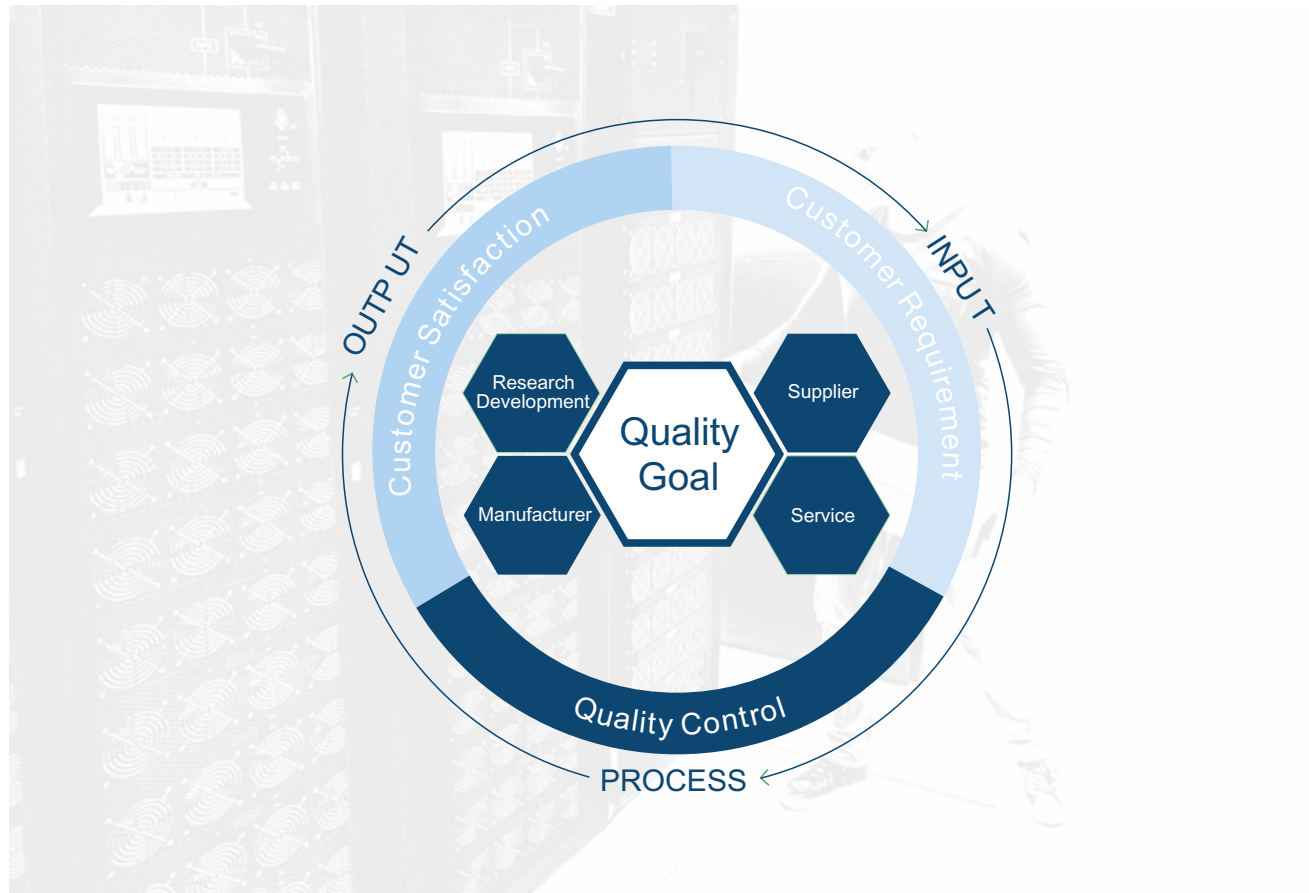 OUTPUT
INPUT
Customer Satisfaction
Customer Requirement
Research
Development
Supplier
Quality
Goal
Manufacturer
Service
Quality Control
PROCESS